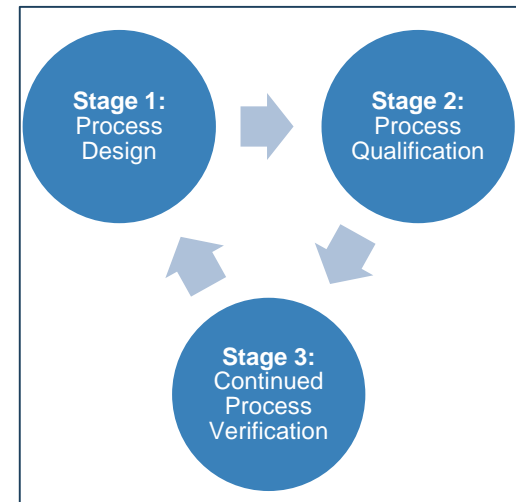 Stage 1:
Process
Design
Stage 2:
Process
Qualification
Stage 3:
Continued
Process
Verification